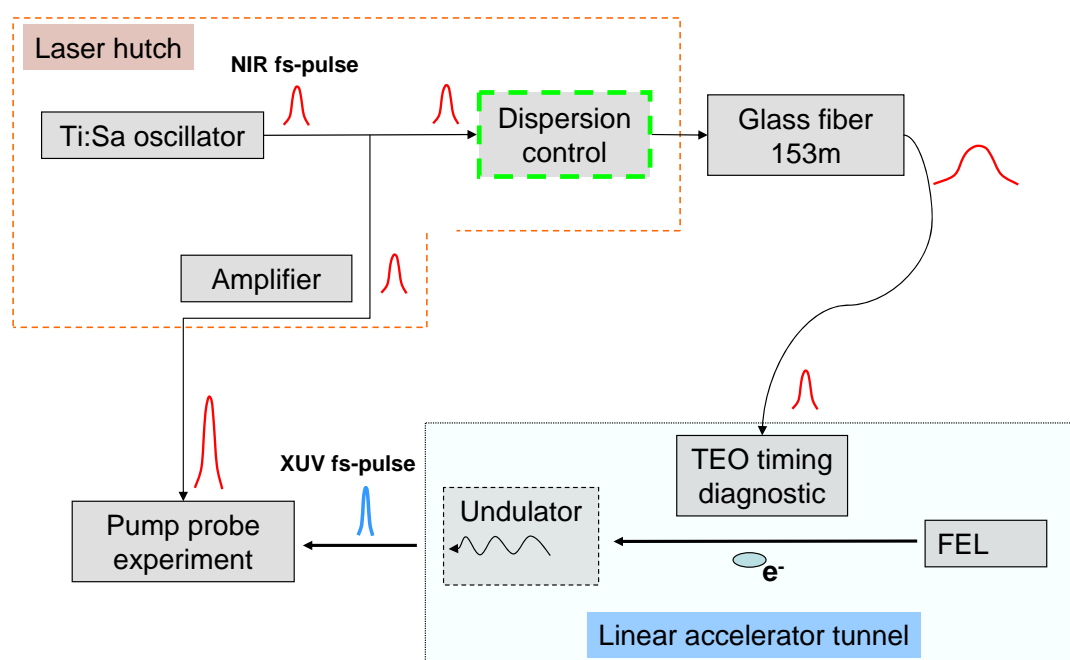 Laser hutch
NIR fs-pulse
Ti:Sa oscillator
Dispersion
control
Glass fiber
153m
Amplifier
TEO timing
diagnostic
XUV fs-pulse
Undulator
Pump probe
experiment
FEL
e-
Linear accelerator tunnel